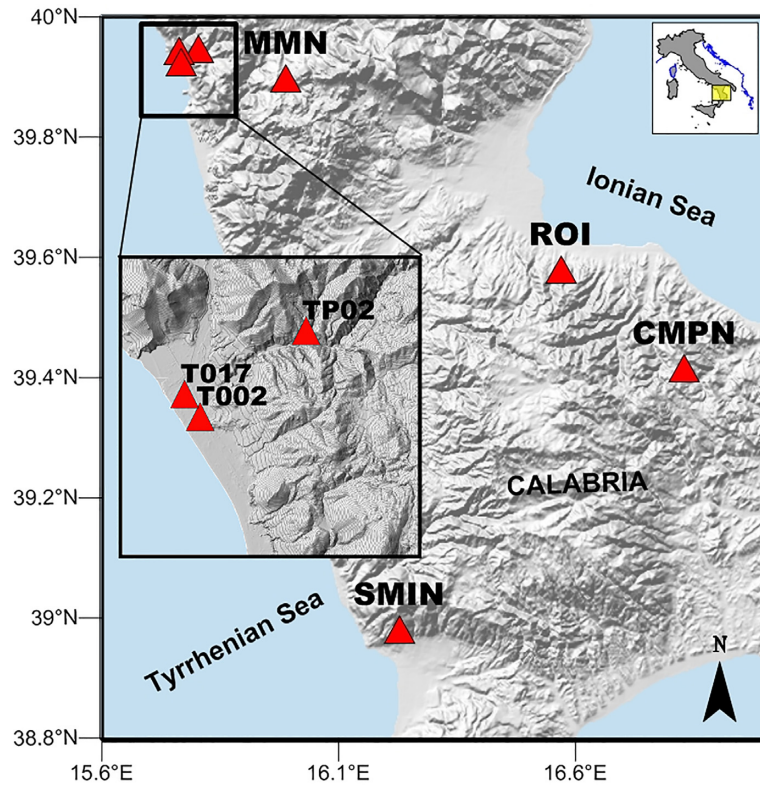 40°N
MMN
39.8°N
Ionian Sea
39.6°N
ROI
TP02
CMPN
39.4°N
T017
T002
39.2°N
CALABRIA
SMIN
39°N
Tyrrhenian Sea
N
38.8°N
15.6°E
16.1°E
16.6°E